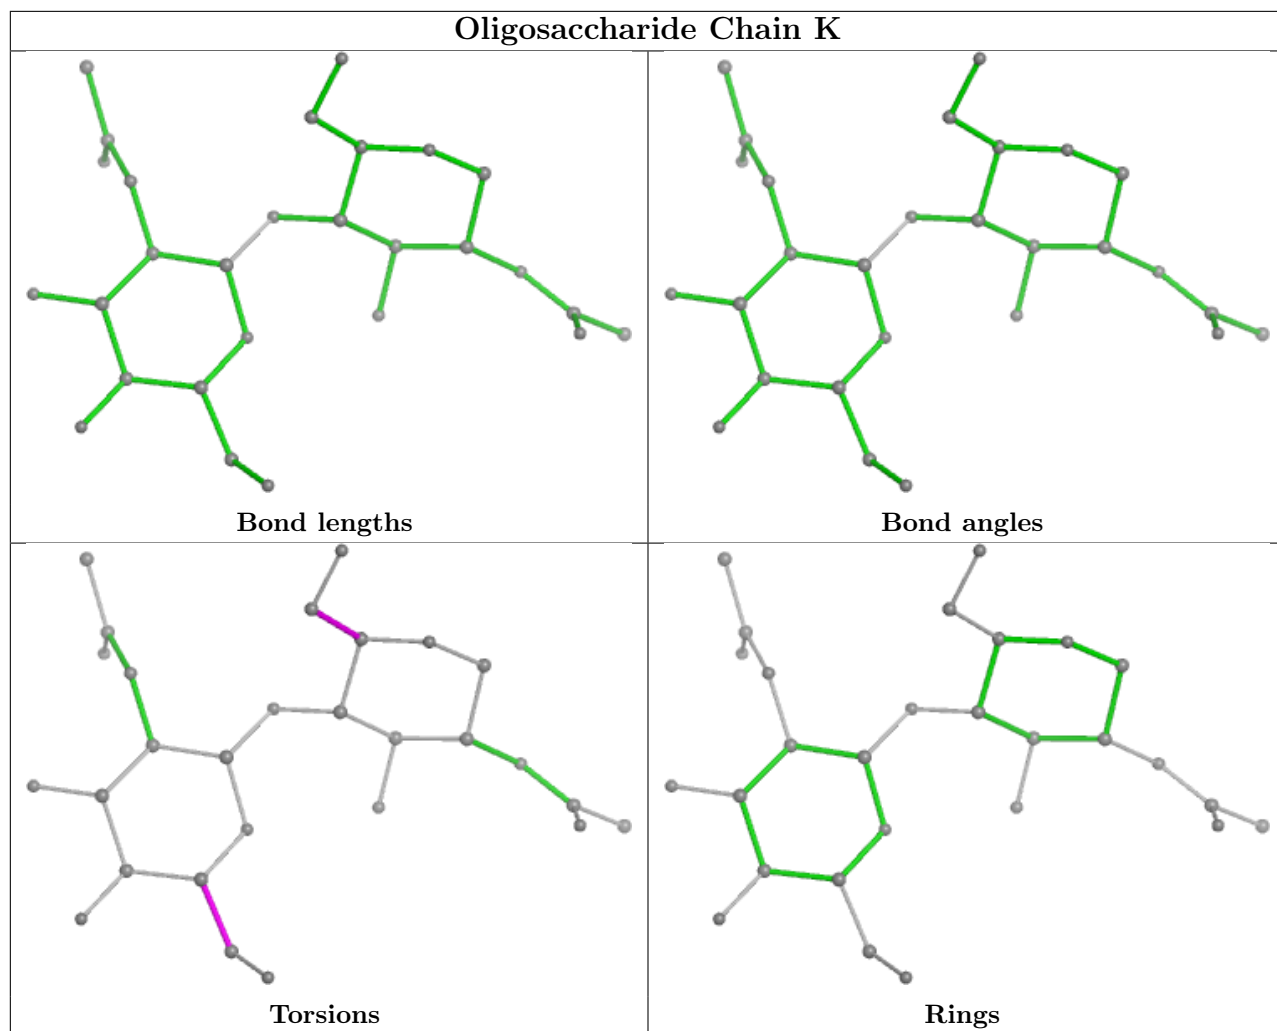 Oligosaccharide Chain K
Bond lengths
Bond angles
Torsions
Rings